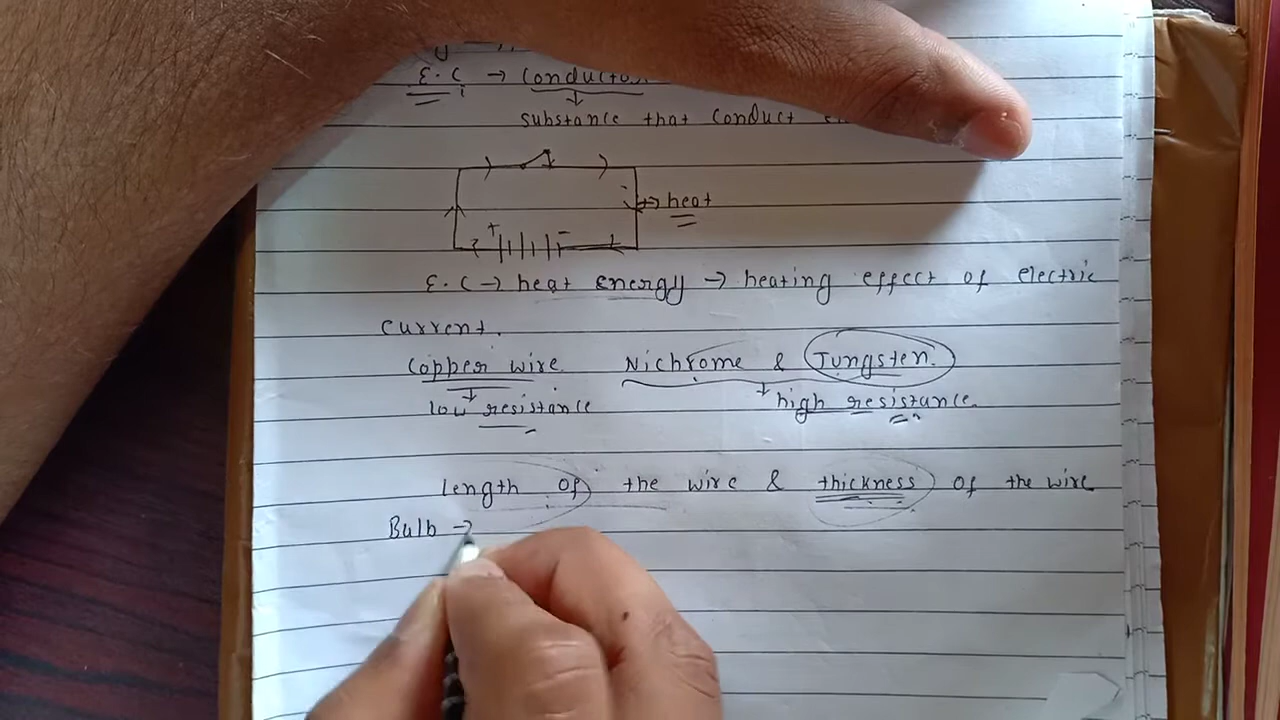 E.C → Conductor
substance that conduct
→ heat
+ -
E.C → heat energy → heating effect of electric
current.
Copper wire Nichrome & Tungsten.
low resistance high resistance.
length of the wire & thickness of the wire
Bulb →